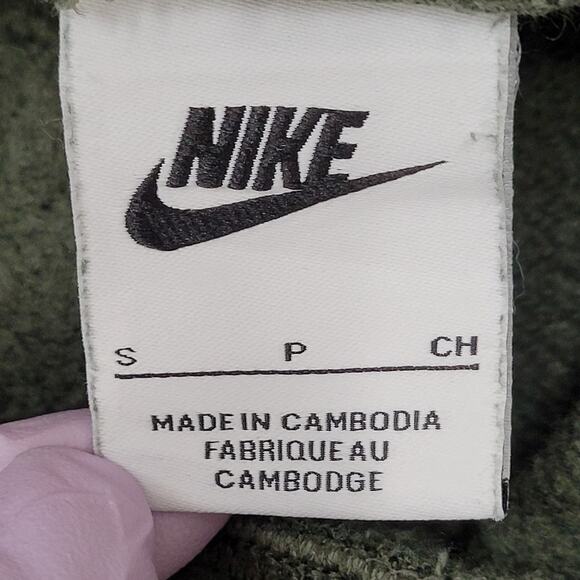 NIKE
S P CH
MADE IN CAMBODIA
FABRIQUE AU
CAMBODGE